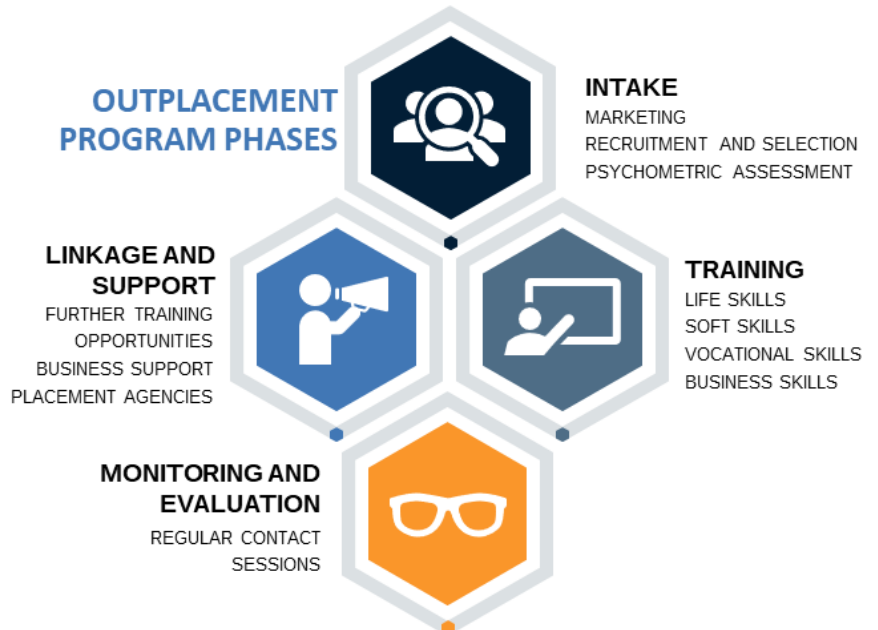 OUTPLACEMENT
PROGRAM PHASES
INTAKE
MARKETING
RECRUITMENT AND SELECTION
PSYCHOMETRIC ASSESSMENT
LINKAGE AND
SUPPORT
FURTHER TRAINING
OPPORTUNITIES
BUSINESS SUPPORT
PLACEMENT AGENCIES
TRAINING
LIFE SKILLS
SOFT SKILLS
VOCATIONAL SKILLS
BUSINESS SKILLS
MONITORING AND
EVALUATION
REGULAR CONTACT
SESSIONS